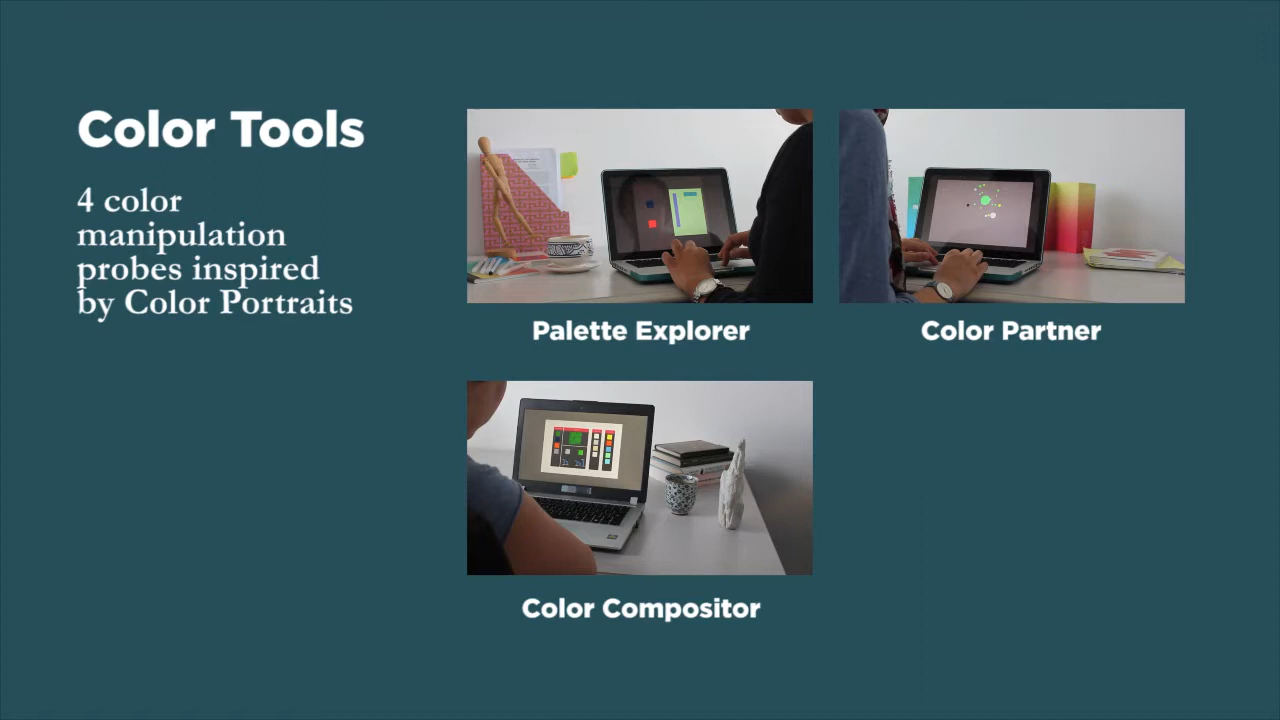 Color Tools
4 color
manipulation
probes inspired
by Color Portraits
Palette Explorer
Color Partner
Color Compositor